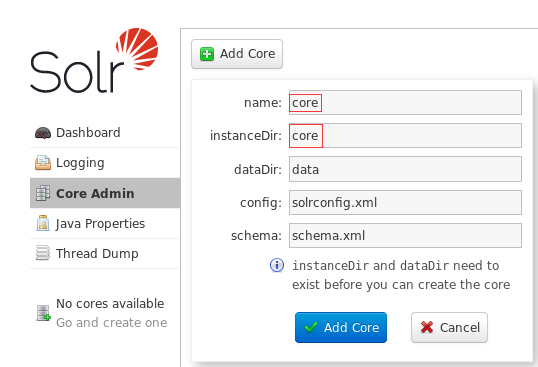 Solr
Dashboard
Logging
Core Admin
Java Properties
Thread Dump
No cores available
Go and create one
Add Core
name: core
instanceDir: core
dataDir: data
config: solrconfig.xml
schema: schema.xml
instanceDir and dataDir need to
exist before you can create the core
Add Core Cancel